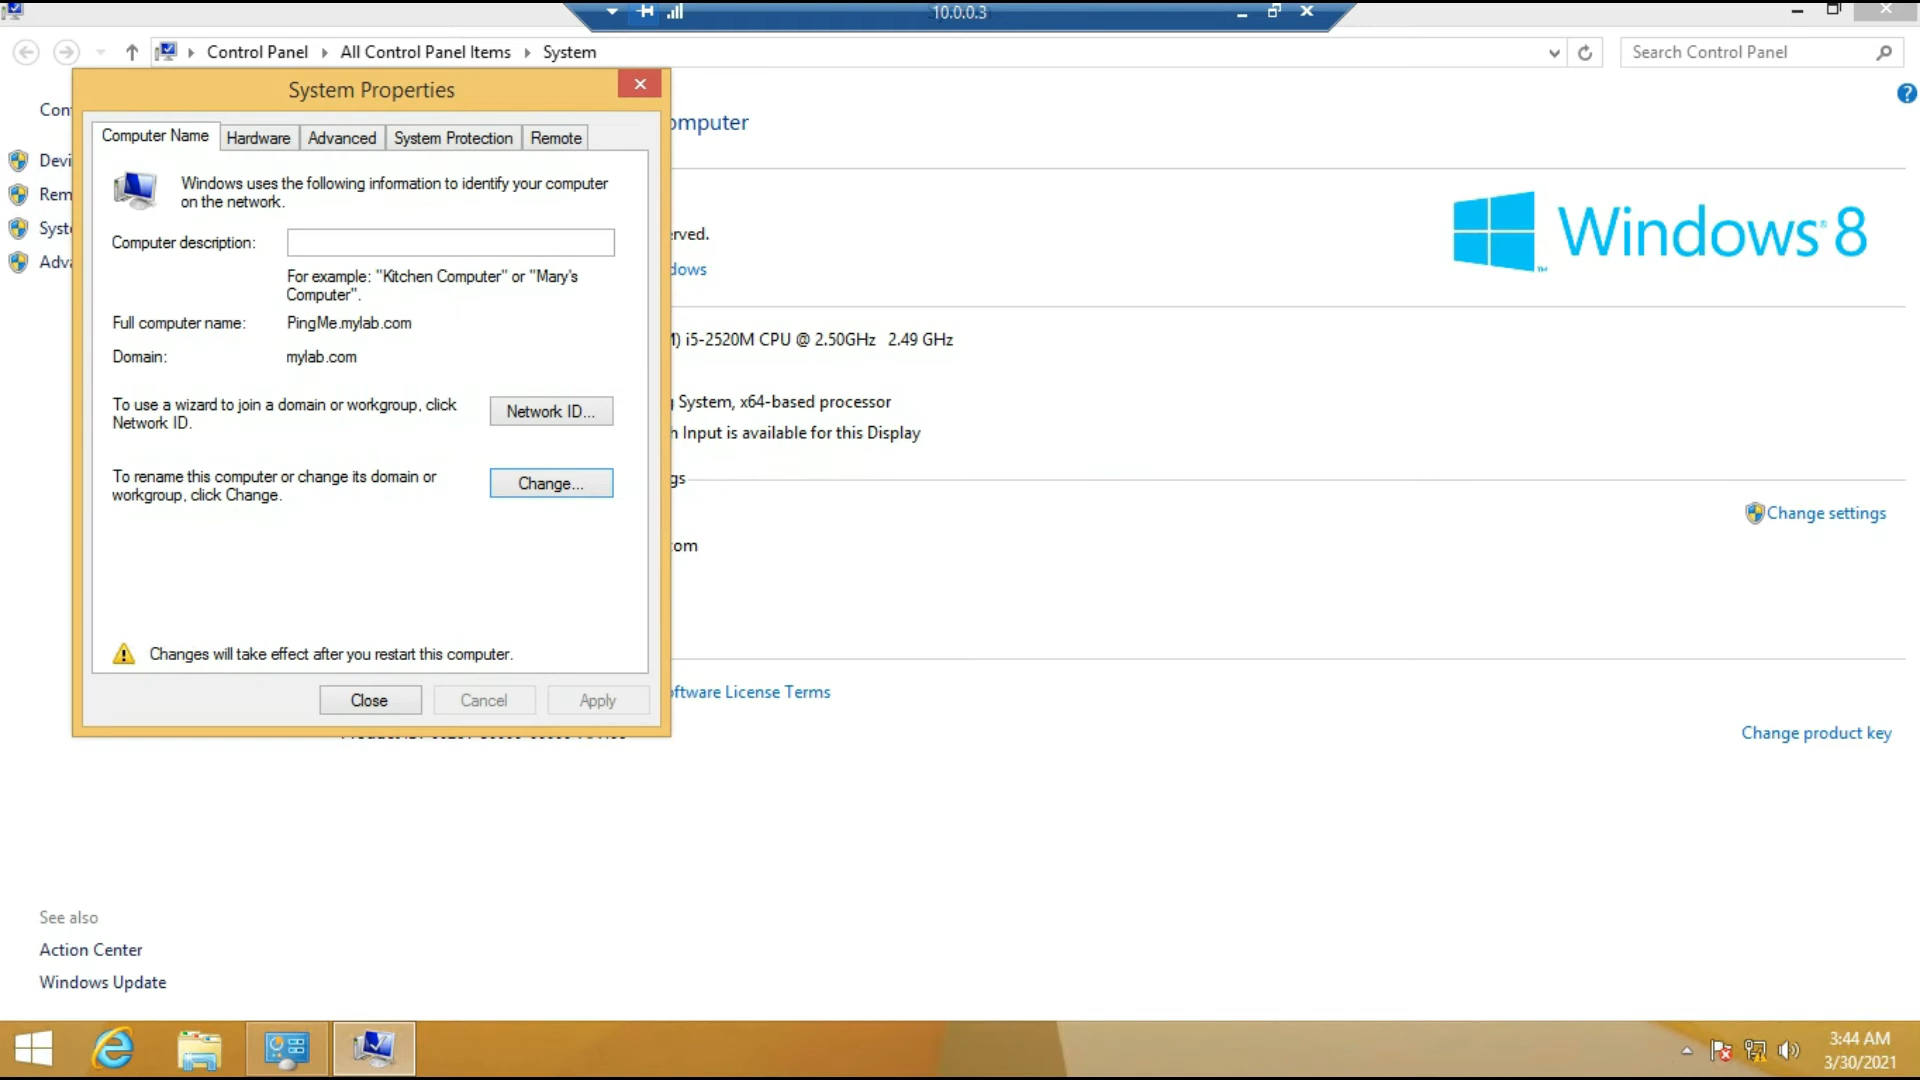 10.0.0.3
Control Panel
All Control Panel Items
System
Search Control Panel
System Properties
Computer Name
Hardware
Advanced
System Protection
Remote
Windows uses the following information to identify your computer
on the network.
Computer description:
For example: "Kitchen Computer" or "Mary's
Computer".
Full computer name:
PingMe.mylab.com
Domain:
mylab.com
To use a wizard to join a domain or workgroup, click
Network ID.
Network ID...
To rename this computer or change its domain or
workgroup, click Change.
Change...
Changes will take effect after you restart this computer.
Close
Cancel
Apply
Con
Devi
Rem
Syst
Adva
omputer
rved.
dows
Windows 8
) i5-2520M CPU @ 2.50GHz 2.49 GHz
System, x64-based processor
h Input is available for this Display
gs
Change settings
om
ftware License Terms
Change product key
See also
Action Center
Windows Update
3:44 AM
3/30/2021